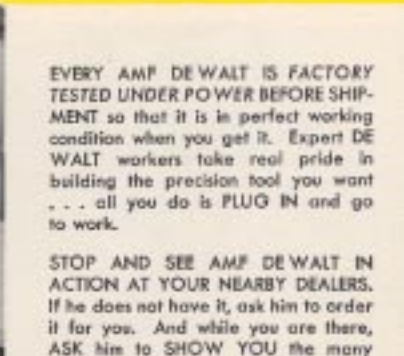 EVERY AMF DE WALT IS FACTORY
TESTED UNDER POWER BEFORE SHIP-
MENT so that it is in perfect working
condition when you get it. Expert DE
WALT workers take real pride in
building the precision tool you want
. . . all you do is PLUG IN and go
to work.
STOP AND SEE AMF DE WALT IN
ACTION AT YOUR NEARBY DEALERS.
If he does not have it, ask him to order
it for you. And while you are there,
ASK him to SHOW YOU the many